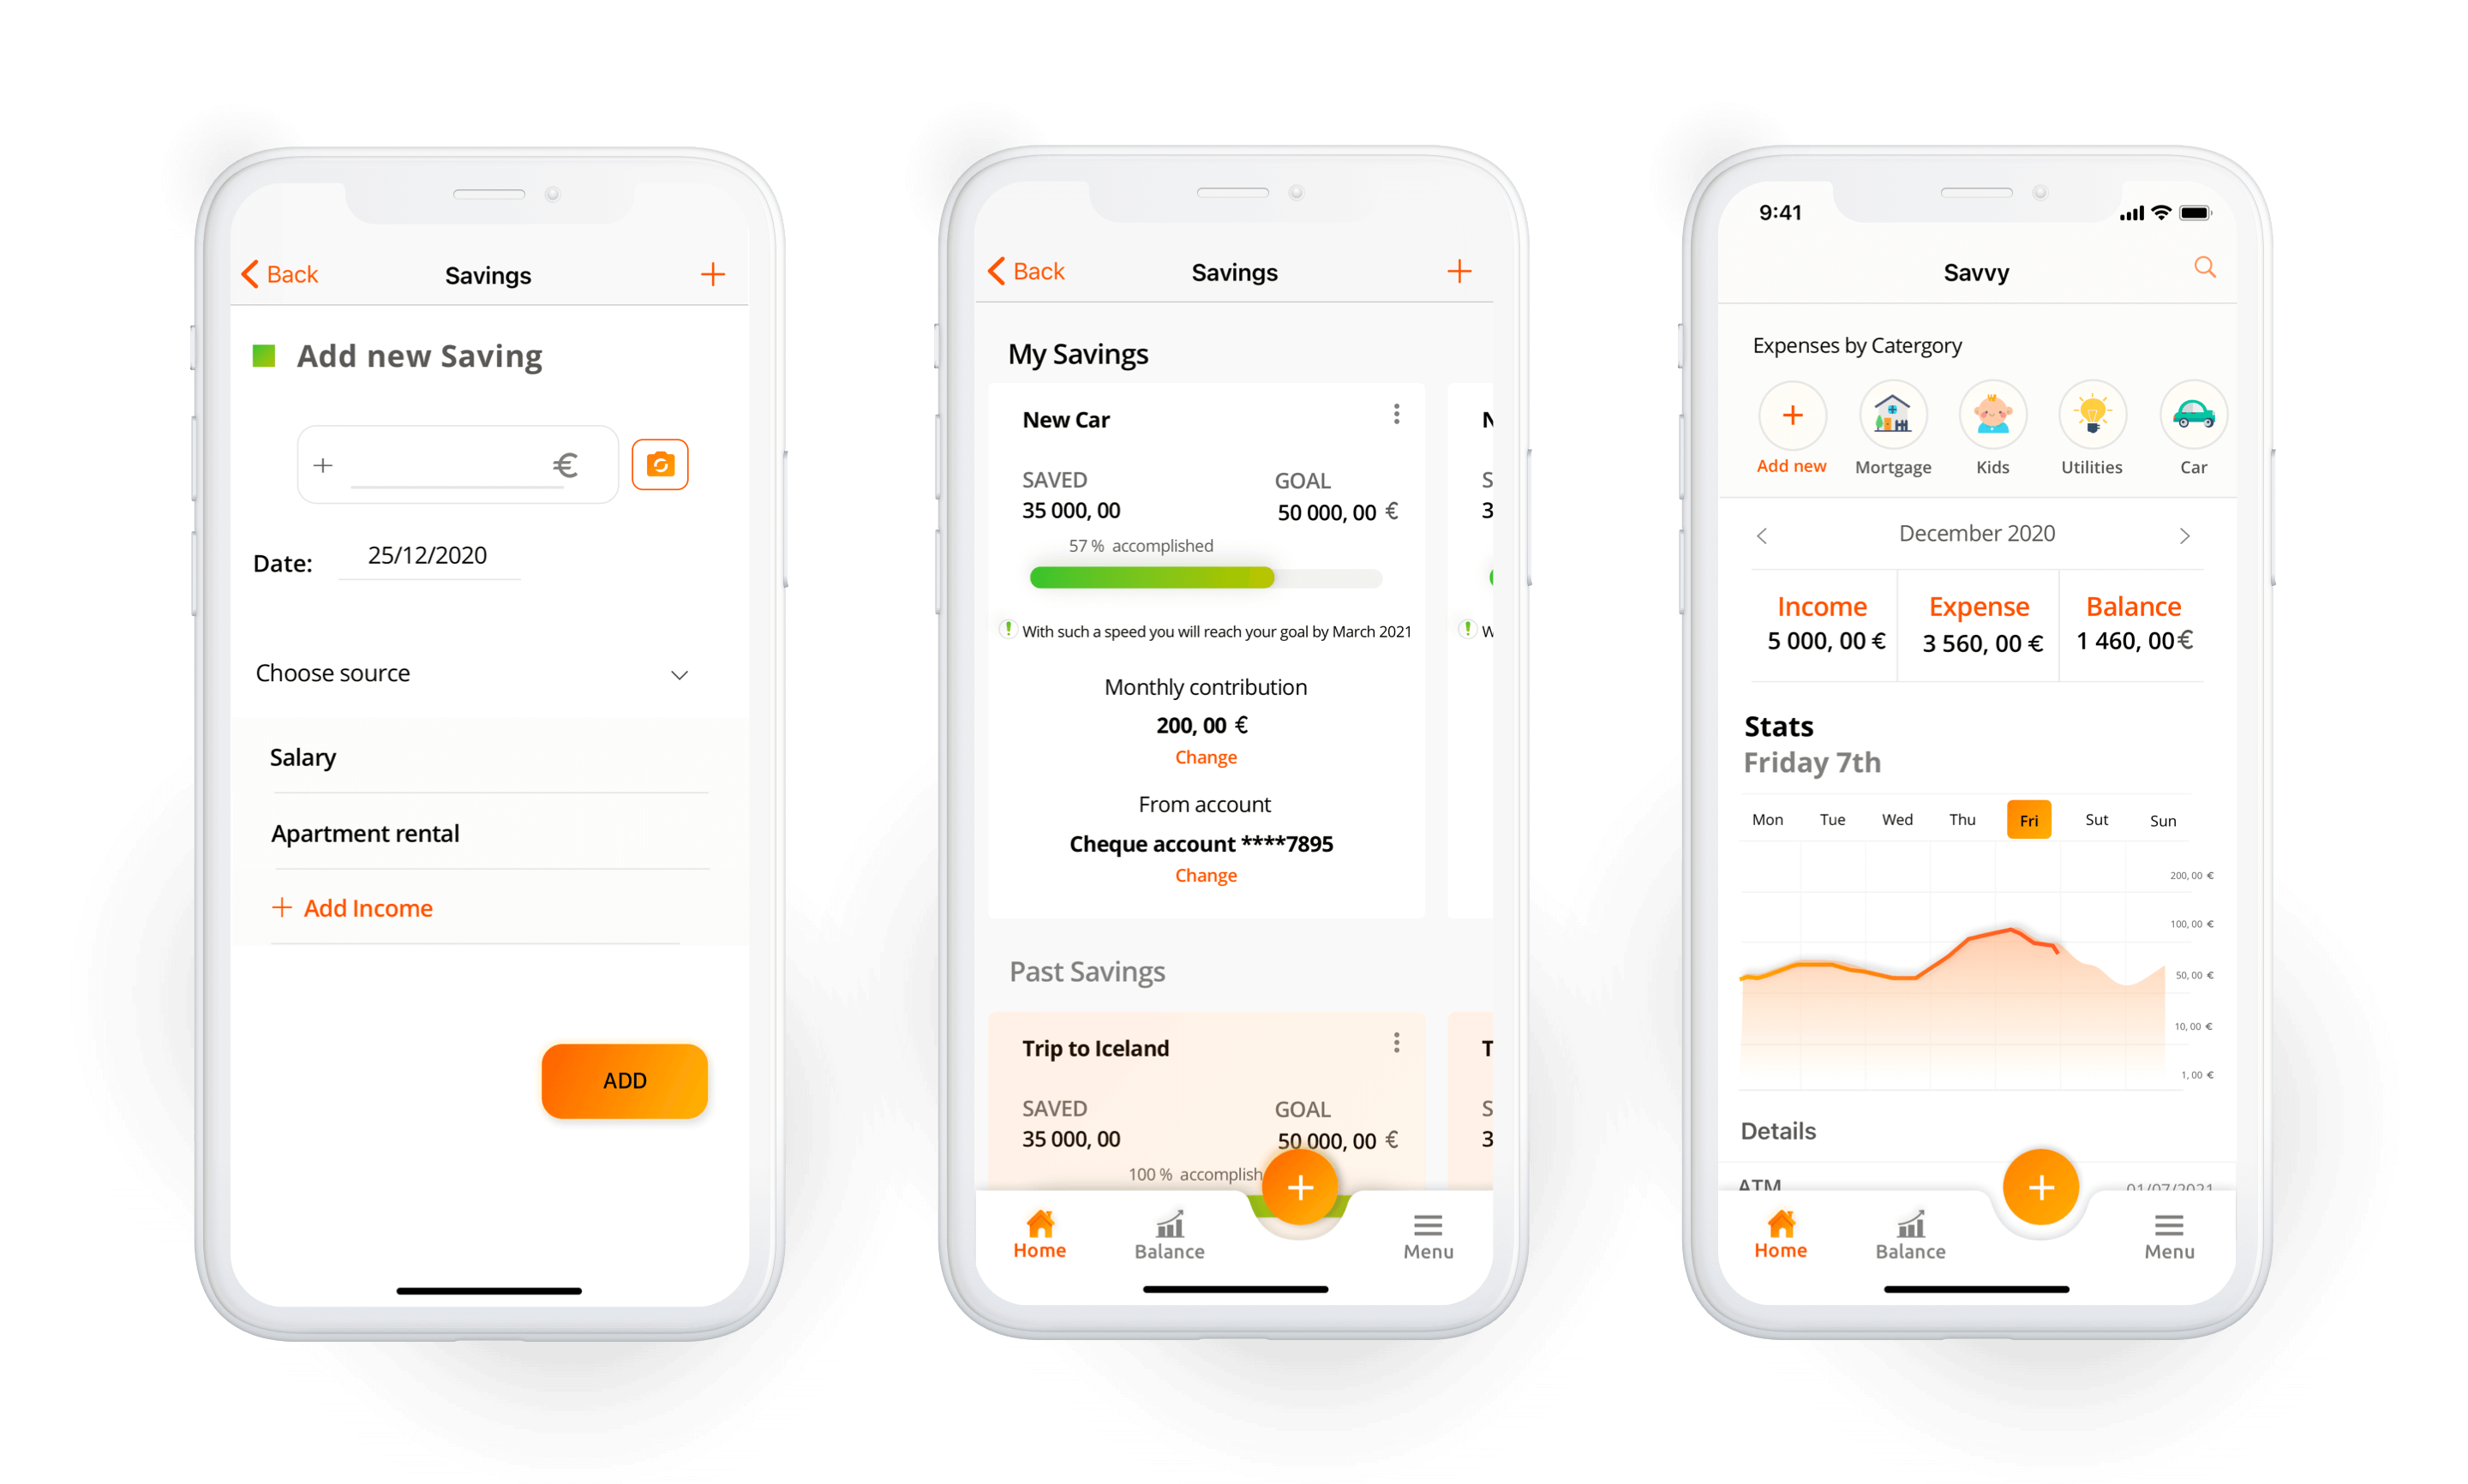 Back
Savings
+
Add new Saving
+ €
Date: 25/12/2020
Choose source
Salary
Apartment rental
+ Add Income
ADD
Back
Savings
+
My Savings
New Car
N
SAVED
GOAL
S
35 000, 00
50 000, 00 €
3
57 % accomplished
! With such a speed you will reach your goal by March 2021
! W
Monthly contribution
200, 00 €
Change
From account
Cheque account ****7895
Change
Past Savings
Trip to Iceland
T
SAVED
GOAL
S
35 000, 00
50 000, 00 €
3
100 % accomplish
+
Home
Balance
Menu
9:41
Savvy
Expenses by Catergory
+
Add new
Mortgage
Kids
Utilities
Car
December 2020
Income
Expense
Balance
5 000, 00 €
3 560, 00 €
1 460, 00 €
Stats
Friday 7th
Mon Tue Wed Thu Fri Sut Sun
200, 00 €
100, 00 €
50, 00 €
10, 00 €
1, 00 €
Details
ATM
01/07/2021
+
Home
Balance
Menu